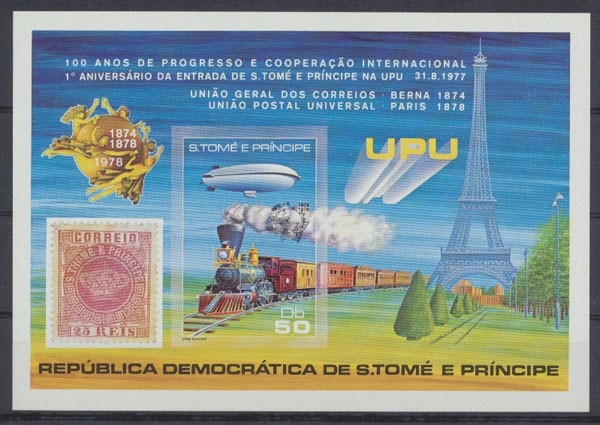 100 ANOS DE PROGRESSO E COOPERAÇÃO INTERNACIONAL
1º ANIVERSÁRIO DA ENTRADA DE S.TOMÉ E PRÍNCIPE NA UPU 31.8.1977
UNIÃO GERAL DOS CORREIOS - BERNA 1874
UNIÃO POSTAL UNIVERSAL - PARIS 1878
1874
1878
1978
S.TOMÉ E PRÍNCIPE
UPU
CORREIO
S. THOMÉ E PRINCIPE
25 REIS
Db
50
REPÚBLICA DEMOCRÁTICA DE S.TOMÉ E PRÍNCIPE